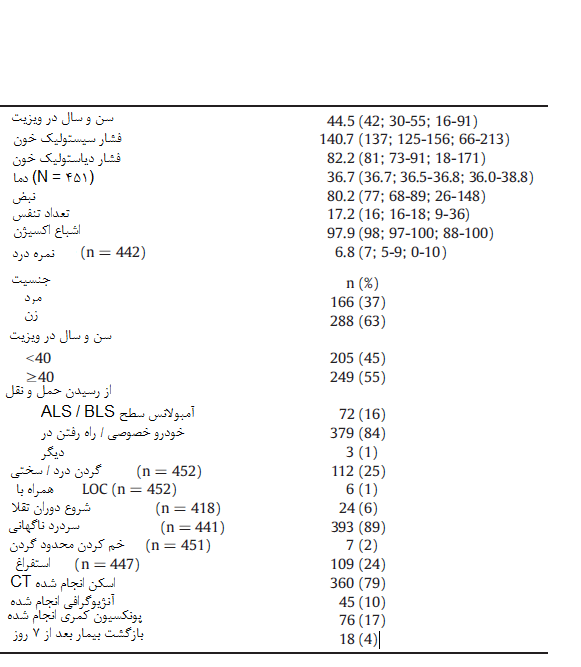 سن و سال در ویزیت 44.5 (42; 30-55; 16-91)
فشار سیستولیک خون 140.7 (137; 125-156; 66-213)
فشار دیاستولیک خون 82.2 (81; 73-91; 18-171)
دما (N = ۴۵۱) 36.7 (36.7; 36.5-36.8; 36.0-38.8)
نبض 80.2 (77; 68-89; 26-148)
تعداد تنفس 17.2 (16; 16-18; 9-36)
اشباع اکسیژن 97.9 (98; 97-100; 88-100)
نمره درد (n = 442) 6.8 (7; 5-9; 0-10)
جنسیت n (%)
مرد 166 (37)
زن 288 (63)
سن و سال در ویزیت
<40 205 (45)
≥40 249 (55)
از رسیدن حمل و نقل
آمبولانس سطح ALS / BLS 72 (16)
خودرو خصوصی / راه رفتن در 379 (84)
دیگر 3 (1)
گردن درد / سختی (n = 452) 112 (25)
همراه با LOC (n = 452) 6 (1)
شروع دوران تقلا (n = 418) 24 (6)
سردرد ناگهانی (n = 441) 393 (89)
خم کردن محدود گردن (n = 451) 7 (2)
استفراغ (n = 447) 109 (24)
اسکن انجام شده CT 360 (79)
آنژیوگرافی انجام شده 45 (10)
پونکسیون کمری انجام شده 76 (17)
بازگشت بیمار بعد از ۷ روز 18 (4)